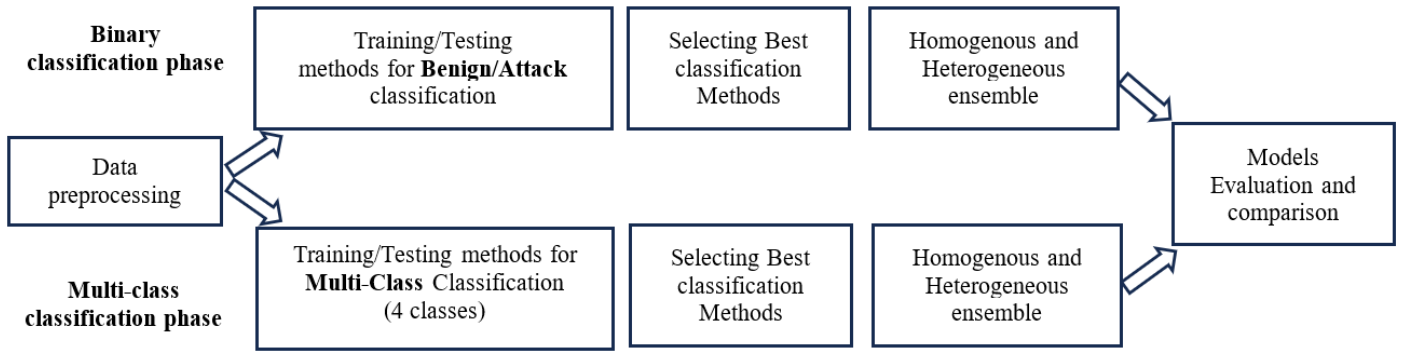 Binary
classification phase
Training/Testing
methods for Benign/Attack
classification
Selecting Best
classification
Methods
Homogenous and
Heterogeneous
ensemble
Data
preprocessing
Models
Evaluation and
comparison
Multi-class
classification phase
Training/Testing methods for
Multi-Class Classification
(4 classes)
Selecting Best
classification
Methods
Homogenous and
Heterogeneous
ensemble